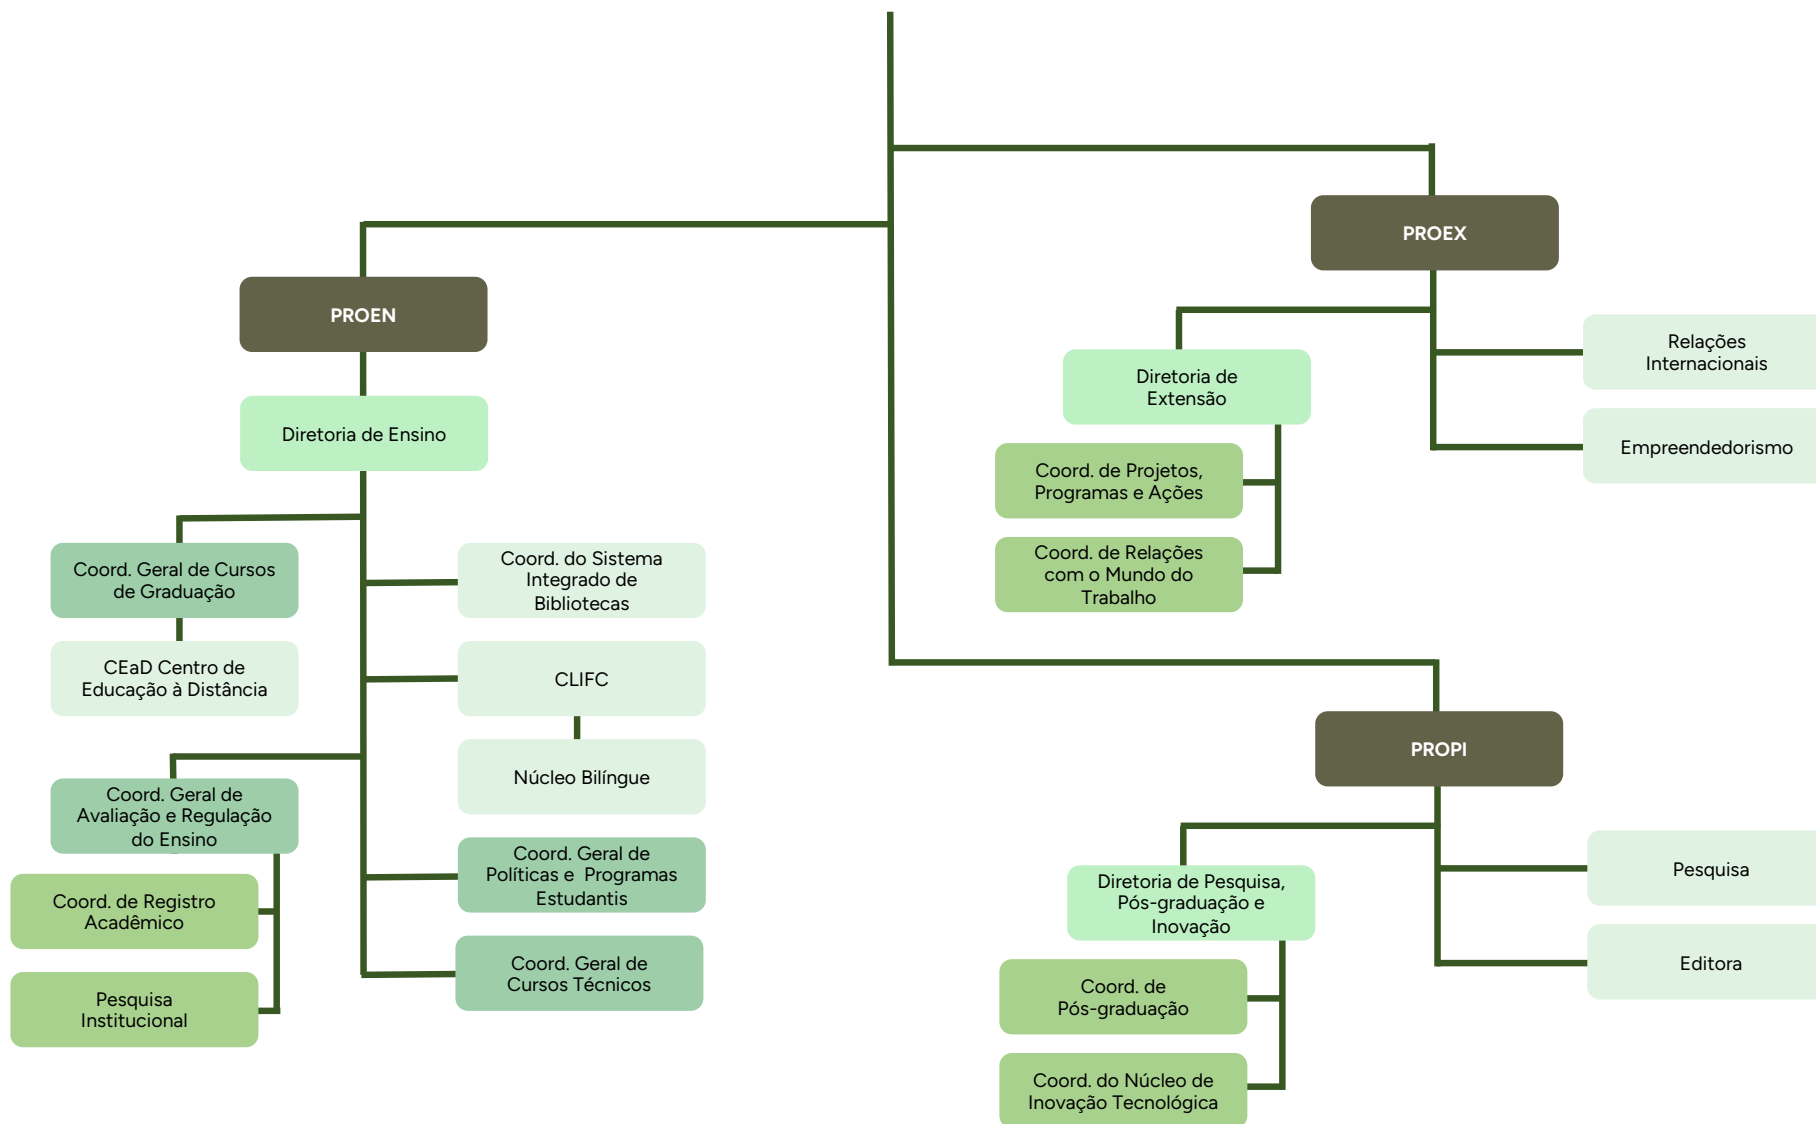 PROEX
PROEN
Relações
Internacionais
Diretoria de
Extensão
Diretoria de Ensino
Empreendedorismo
Coord. de Projetos,
Programas e Ações
Coord. de Relações
com o Mundo do
Trabalho
Coord. Geral de Cursos
de Graduação
Coord. do Sistema
Integrado de
Bibliotecas
CEaD Centro de
Educação à Distância
CLIFC
Núcleo Bilíngue
Coord. Geral de
Avaliação e Regulação
do Ensino
Coord. Geral de
Políticas e  Programas
Estudantis
Coord. de Registro
Acadêmico
Coord. Geral de
Cursos Técnicos
Pesquisa
Institucional
PROPI
Pesquisa
Diretoria de Pesquisa,
Pós-graduação e
Inovação
Editora
Coord. de
Pós-graduação
Coord. do Núcleo de
Inovação Tecnológica